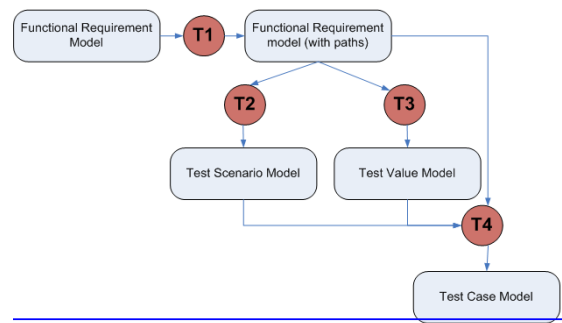 Functional Requirement
Model
T1
Functional Requirement
model (with paths)
T2
T3
Test Scenario Model
Test Value Model
T4
Test Case Model